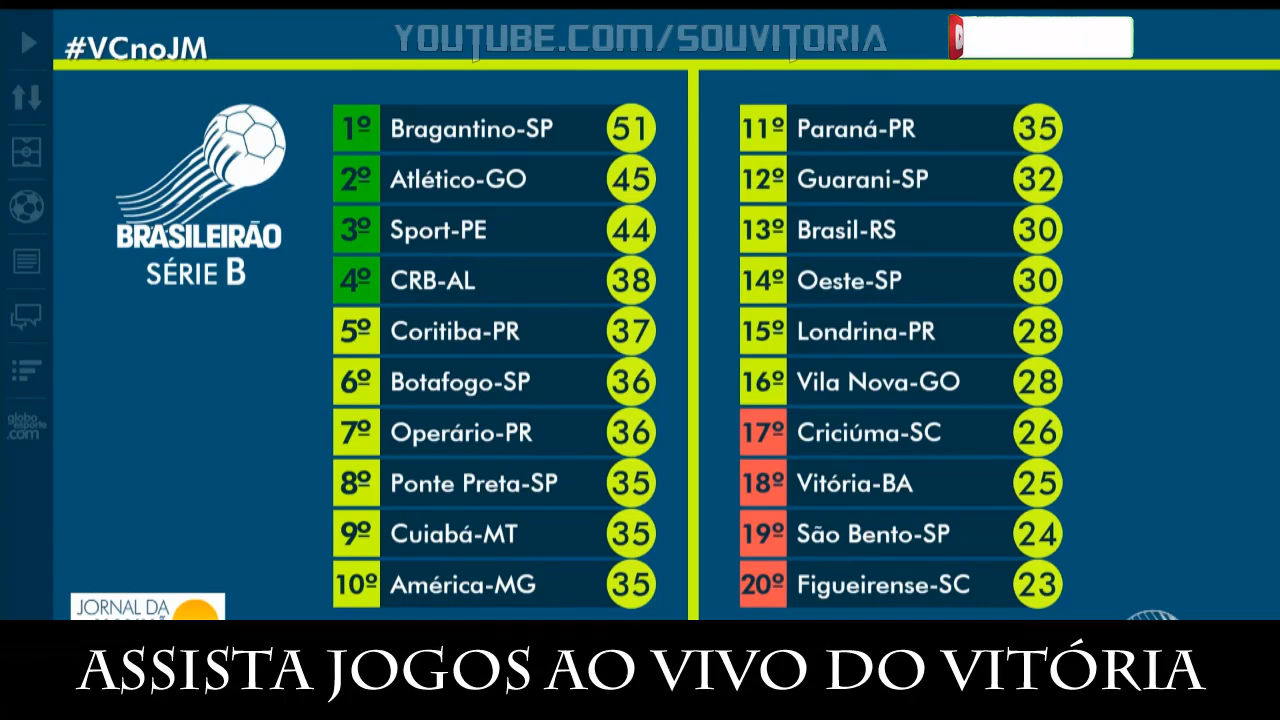 YOUTUBE.COM/SOUVITORIA
#VCnoJM
BRASILEIRÃO
SÉRIE B
1º Bragantino-SP 51
2º Atlético-GO 45
3º Sport-PE 44
4º CRB-AL 38
5º Coritiba-PR 37
6º Botafogo-SP 36
7º Operário-PR 36
8º Ponte Preta-SP 35
9º Cuiabá-MT 35
10º América-MG 35
11º Paraná-PR 35
12º Guarani-SP 32
13º Brasil-RS 30
14º Oeste-SP 30
15º Londrina-PR 28
16º Vila Nova-GO 28
17º Criciúma-SC 26
18º Vitória-BA 25
19º São Bento-SP 24
20º Figueirense-SC 23
globo
esporte
.com
JORNAL DA
ASSISTA JOGOS AO VIVO DO VITÓRIA